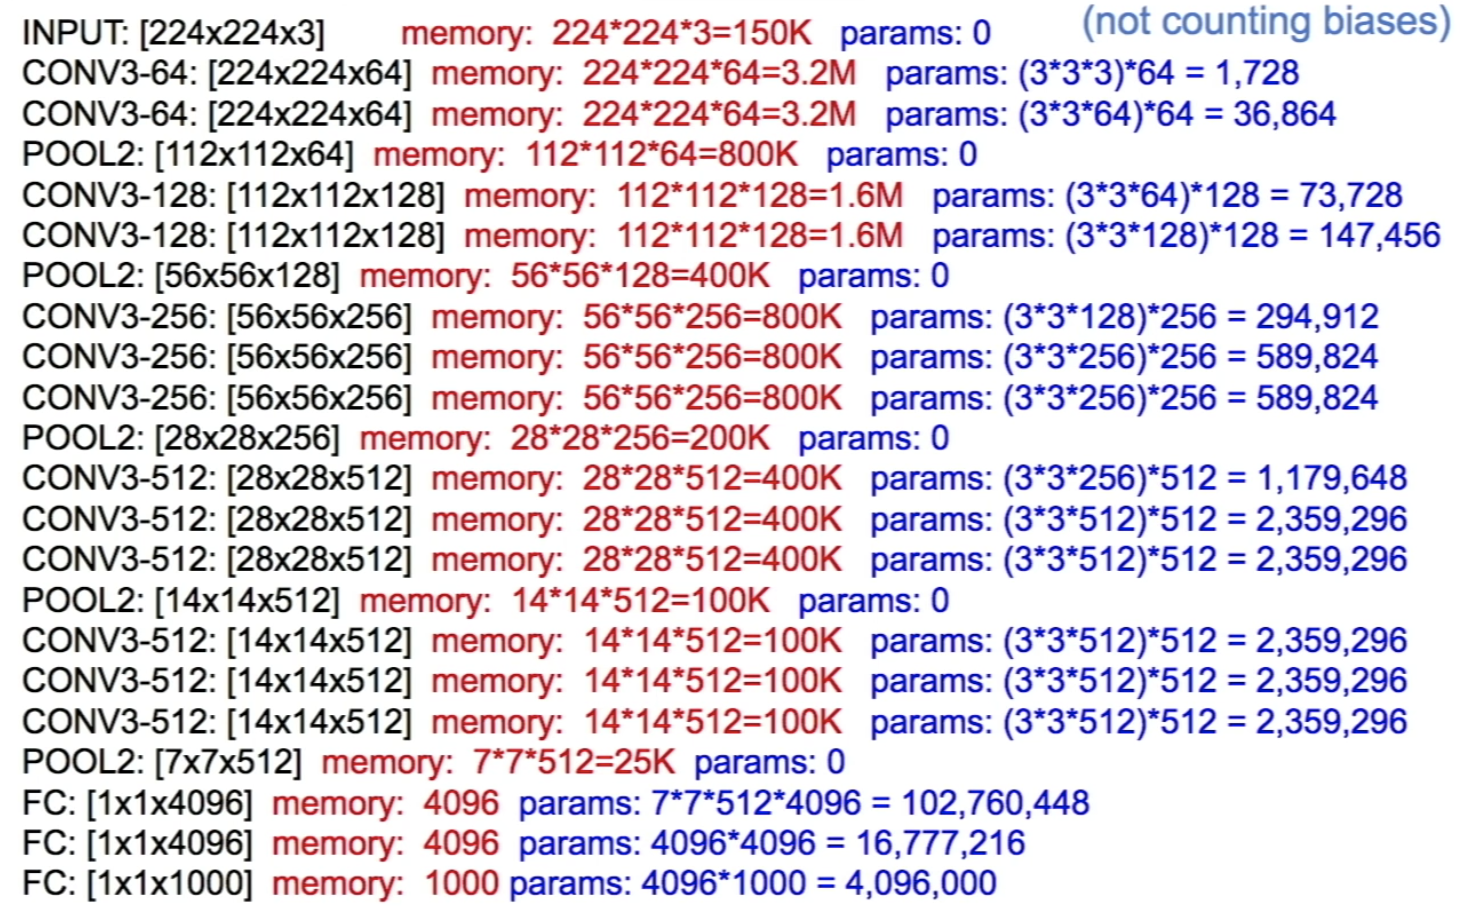 (not counting biases)
INPUT: [224x224x3] memory: 224*224*3=150K params: 0
CONV3-64: [224x224x64] memory: 224*224*64=3.2M params: (3*3*3)*64 = 1,728
CONV3-64: [224x224x64] memory: 224*224*64=3.2M params: (3*3*64)*64 = 36,864
POOL2: [112x112x64] memory: 112*112*64=800K params: 0
CONV3-128: [112x112x128] memory: 112*112*128=1.6M params: (3*3*64)*128 = 73,728
CONV3-128: [112x112x128] memory: 112*112*128=1.6M params: (3*3*128)*128 = 147,456
POOL2: [56x56x128] memory: 56*56*128=400K params: 0
CONV3-256: [56x56x256] memory: 56*56*256=800K params: (3*3*128)*256 = 294,912
CONV3-256: [56x56x256] memory: 56*56*256=800K params: (3*3*256)*256 = 589,824
CONV3-256: [56x56x256] memory: 56*56*256=800K params: (3*3*256)*256 = 589,824
POOL2: [28x28x256] memory: 28*28*256=200K params: 0
CONV3-512: [28x28x512] memory: 28*28*512=400K params: (3*3*256)*512 = 1,179,648
CONV3-512: [28x28x512] memory: 28*28*512=400K params: (3*3*512)*512 = 2,359,296
CONV3-512: [28x28x512] memory: 28*28*512=400K params: (3*3*512)*512 = 2,359,296
POOL2: [14x14x512] memory: 14*14*512=100K params: 0
CONV3-512: [14x14x512] memory: 14*14*512=100K params: (3*3*512)*512 = 2,359,296
CONV3-512: [14x14x512] memory: 14*14*512=100K params: (3*3*512)*512 = 2,359,296
CONV3-512: [14x14x512] memory: 14*14*512=100K params: (3*3*512)*512 = 2,359,296
POOL2: [7x7x512] memory: 7*7*512=25K params: 0
FC: [1x1x4096] memory: 4096 params: 7*7*512*4096 = 102,760,448
FC: [1x1x4096] memory: 4096 params: 4096*4096 = 16,777,216
FC: [1x1x1000] memory: 1000 params: 4096*1000 = 4,096,000